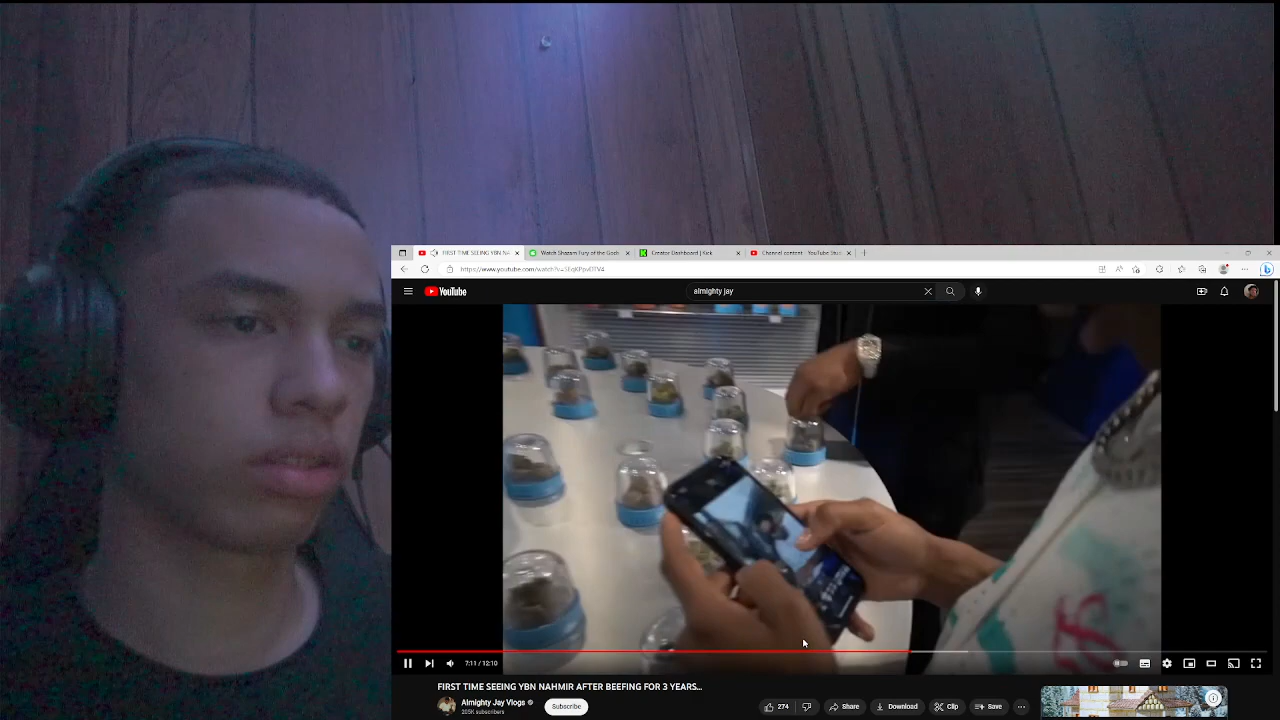 FIRST TIME SEEING YBN NA
Watch Shazam Fury of the Gods
Creator Dashboard | Kick
Channel content - YouTube Stu
YouTube
almighty jay
7:11 / 12:10
FIRST TIME SEEING YBN NAHMIR AFTER BEEFING FOR 3 YEARS...
Almighty Jay Vlogs
205K subscribers
Subscribe
274
Share
Download
Clip
Save